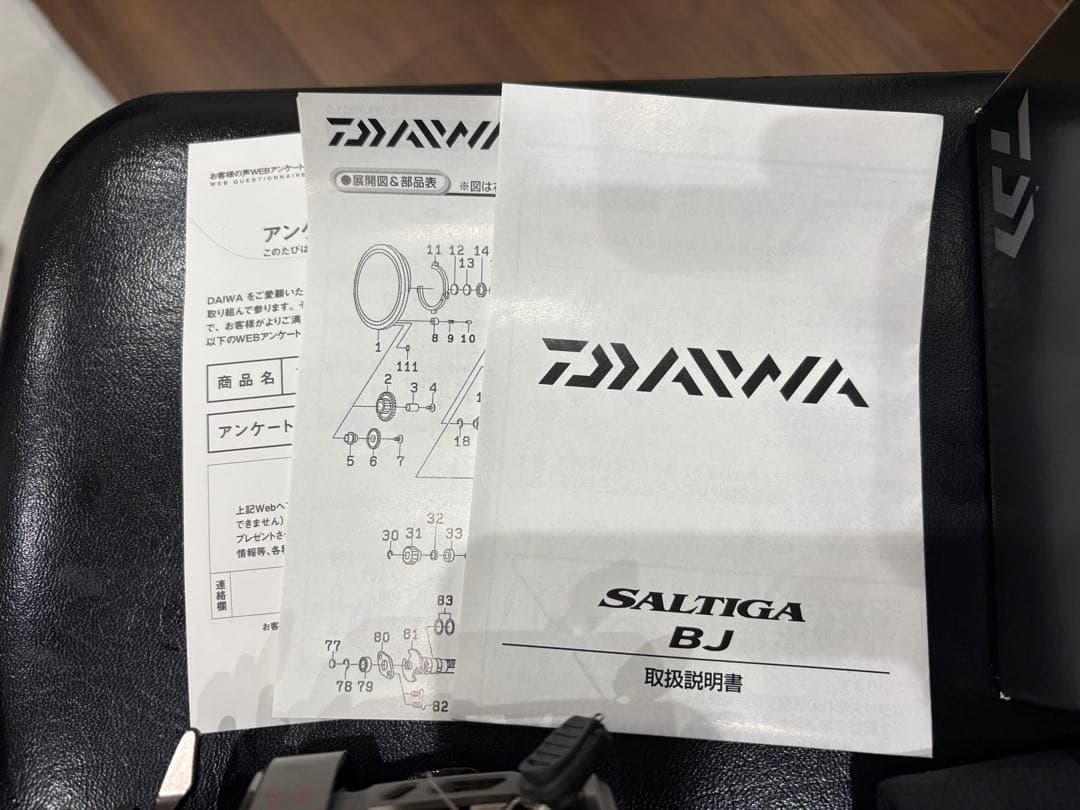 お客様の声WEBアンケート
WEB QUESTIONNAIRE
アン
このたびは
DAIWA をご愛顧いた
取り組んで参ります。そ
で、お客様がよりご満
以下のWEBアンケート
商品名
アンケート
上記Webペ
できません)
プレゼントさ
情報等、各種
連絡欄
お客
DAIWA
展開図&部品表
※図は右
11 12 14
13
8 9 10
1
111
2 3 4
18
5 6 7
32
30 31 33
83
77 80 81
78 79
82
DAIWA
SALTIGA
BJ
取扱説明書